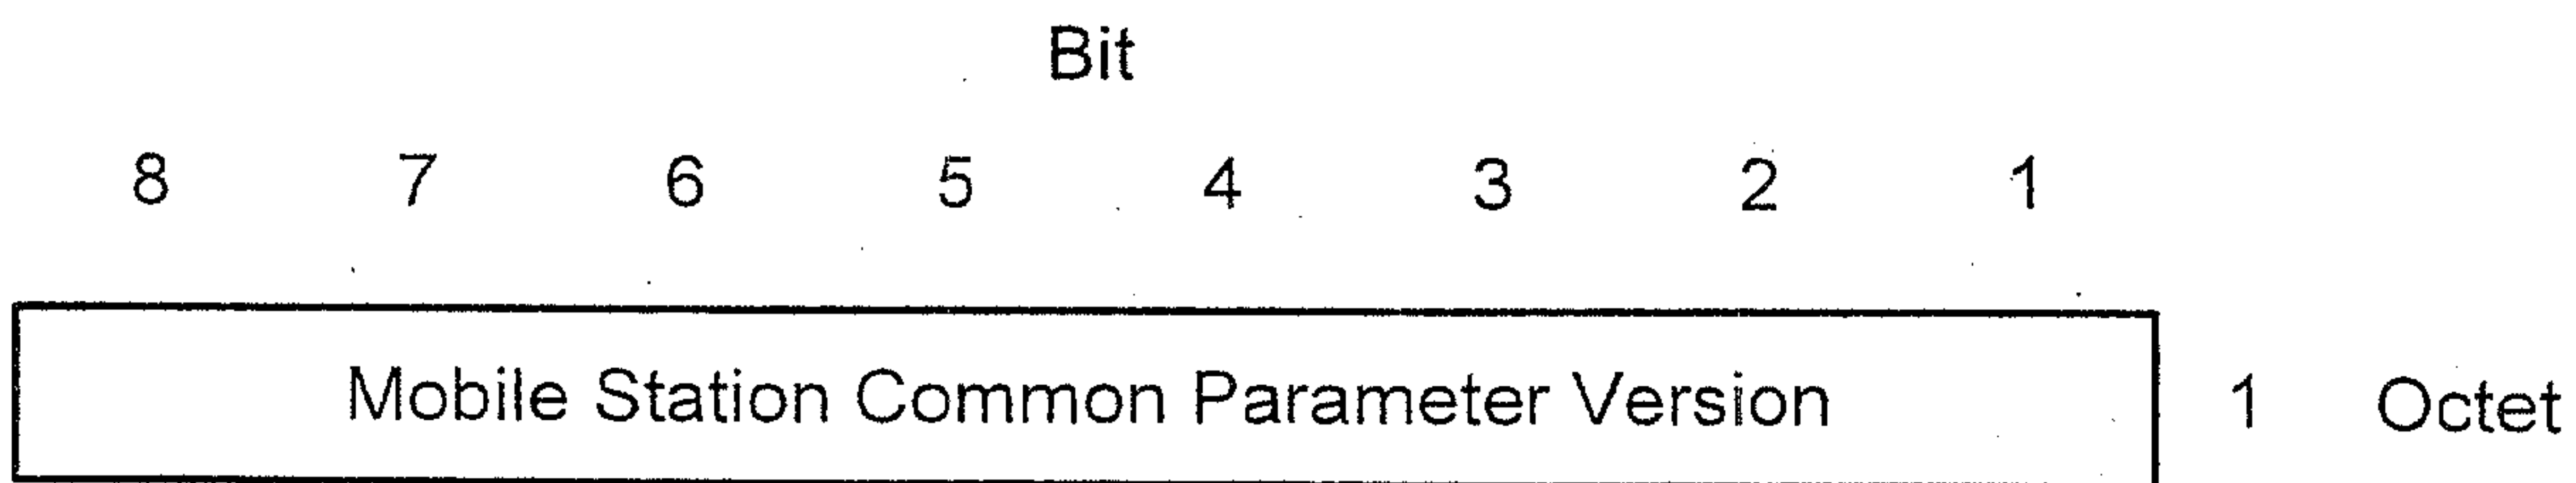 Bit
8 7 6 5 4 3 2 1
Mobile Station Common Parameter Version 1 Octet